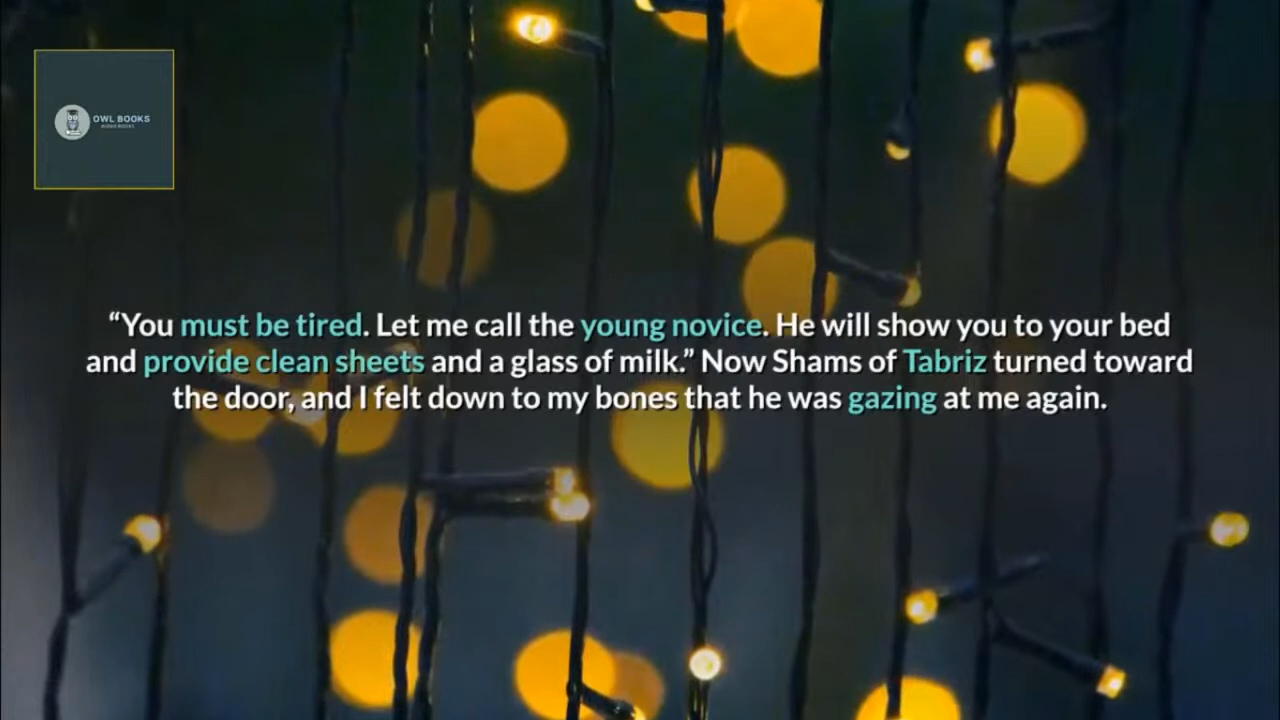 OWL BOOKS
AUDIO BOOKS
“You must be tired. Let me call the young novice. He will show you to your bed
and provide clean sheets and a glass of milk.” Now Shams of Tabriz turned toward
the door, and I felt down to my bones that he was gazing at me again.